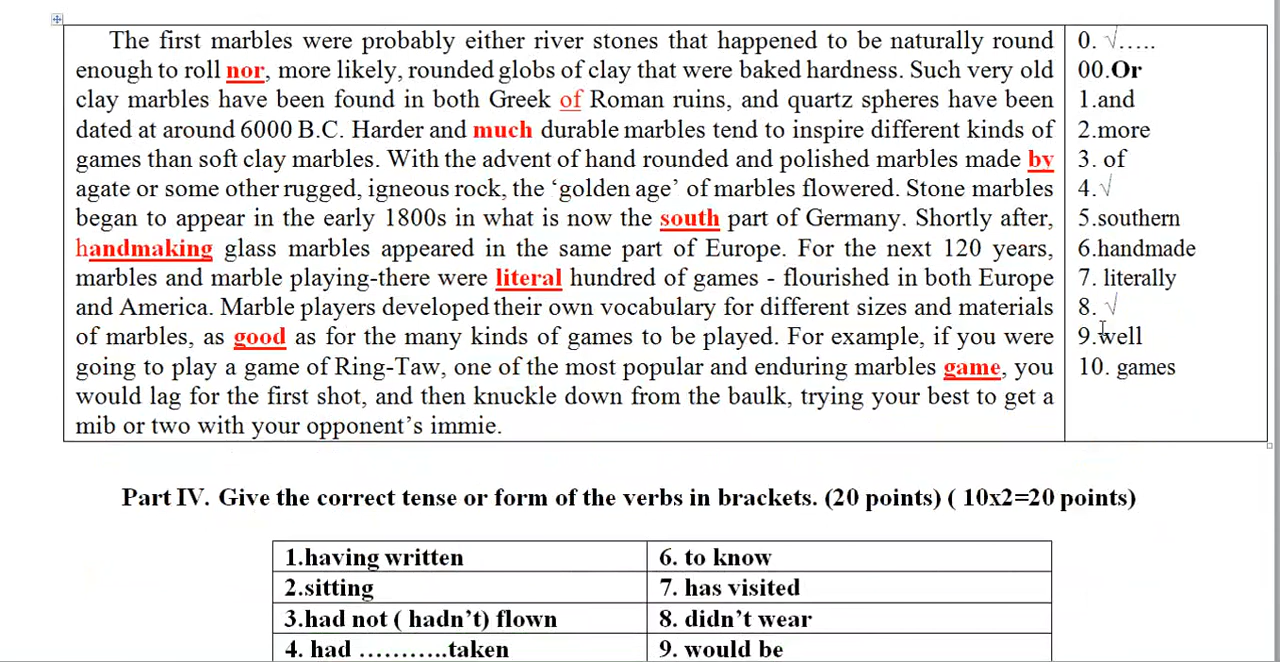 The first marbles were probably either river stones that happened to be naturally round
enough to roll nor, more likely, rounded globs of clay that were baked hardness. Such very old
clay marbles have been found in both Greek of Roman ruins, and quartz spheres have been
dated at around 6000 B.C. Harder and much durable marbles tend to inspire different kinds of
games than soft clay marbles. With the advent of hand rounded and polished marbles made by
agate or some other rugged, igneous rock, the ‘golden age’ of marbles flowered. Stone marbles
began to appear in the early 1800s in what is now the south part of Germany. Shortly after,
handmaking glass marbles appeared in the same part of Europe. For the next 120 years,
marbles and marble playing-there were literal hundred of games - flourished in both Europe
and America. Marble players developed their own vocabulary for different sizes and materials
of marbles, as good as for the many kinds of games to be played. For example, if you were
going to play a game of Ring-Taw, one of the most popular and enduring marbles game, you
would lag for the first shot, and then knuckle down from the baulk, trying your best to get a
mib or two with your opponent’s immie.
0. √…..
00.Or
1.and
2.more
3. of
4.√
5.southern
6.handmade
7. literally
8. √
9.well
10. games
Part IV. Give the correct tense or form of the verbs in brackets. (20 points) ( 10x2=20 points)
1.having written
6. to know
2.sitting
7. has visited
3.had not ( hadn’t) flown
8. didn’t wear
4. had ………..taken
9. would be